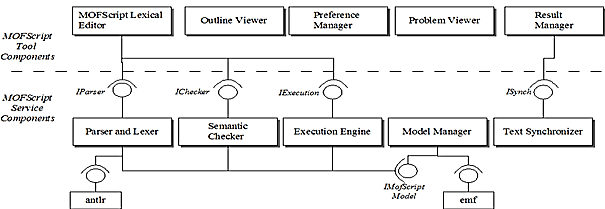 MOFScript Lexical
Editor
Outline Viewer
Preference
Manager
Problem Viewer
Result
Manager
MOFScript
Tool
Components
IParser
IChecker
IExecution
ISynch
MOFScript
Service
Components
Parser and Lexer
Semantic
Checker
Execution Engine
Model Manager
Text Synchronizer
IMofScript
Model
antlr
emf